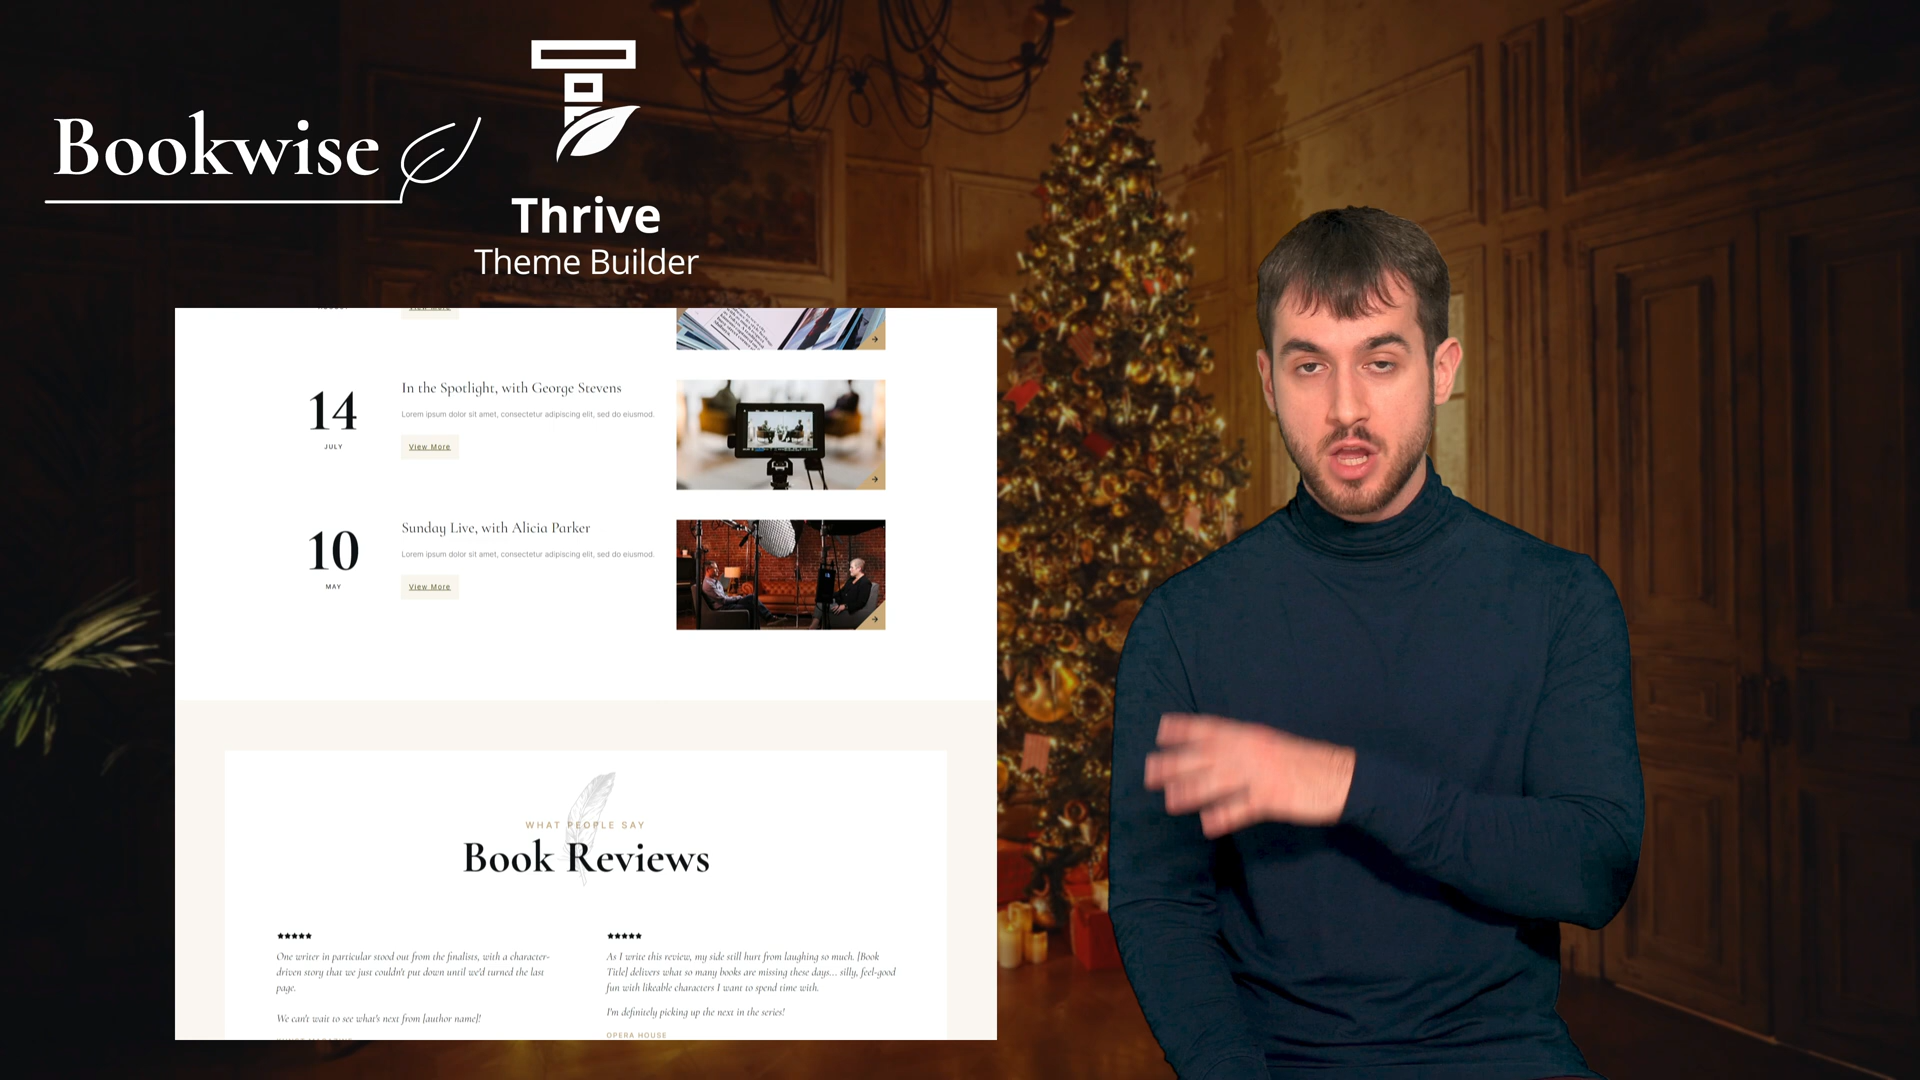 Bookwise
Thrive
Theme Builder
View More
14
JULY
In the Spotlight, with George Stevens
Lorem ipsum dolor sit amet, consectetur adipiscing elit, sed do eiusmod.
View More
10
MAY
Sunday Live, with Alicia Parker
Lorem ipsum dolor sit amet, consectetur adipiscing elit, sed do eiusmod.
View More
WHAT PEOPLE SAY
Book Reviews
One writer in particular stood out from the finalists, with a character-
driven story that we just couldn't put down until we'd turned the last
page.
We can't wait to see what's next from [author name]!
As I write this review, my side still hurt from laughing so much. [Book
Title] delivers what so many books are missing these days... silly, feel-good
fun with likeable characters I want to spend time with.
I'm definitely picking up the next in the series!
OPERA HOUSE